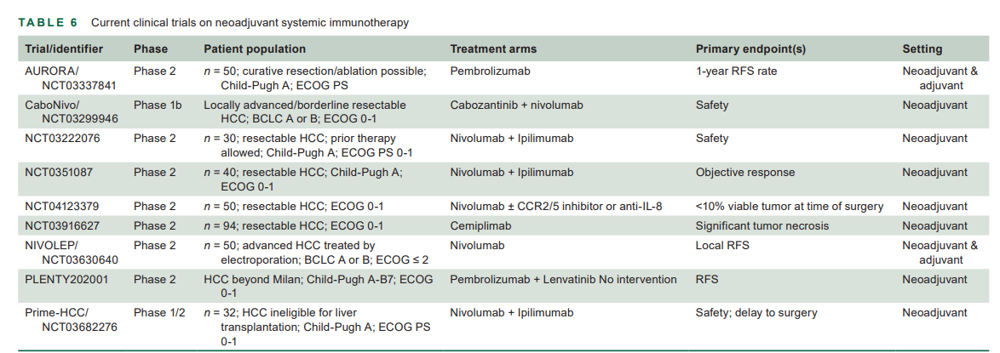 TABLE 6 Current clinical trials on neoadjuvant systemic immunotherapy
Trial/identifier Phase Patient population Treatment arms Primary endpoint(s) Setting
AURORA/ Phase 2 n = 50; curative resection/ablation possible; Pembrolizumab 1-year RFS rate Neoadjuvant &
NCT03337841 Child-Pugh A; ECOG PS adjuvant
CaboNivo/ Phase 1b Locally advanced/borderline resectable Cabozantinib + nivolumab Safety Neoadjuvant
NCT03299946 HCC; BCLC A or B; ECOG 0-1
NCT03222076 Phase 2 n = 30; resectable HCC; prior therapy Nivolumab + Ipilimumab Safety Neoadjuvant
allowed; Child-Pugh A; ECOG PS 0-1
NCT0351087 Phase 2 n = 40; resectable HCC; Child-Pugh A; Nivolumab + Ipilimumab Objective response Neoadjuvant
ECOG 0-1
NCT04123379 Phase 2 n = 50; resectable HCC; ECOG 0-1 Nivolumab ± CCR2/5 inhibitor or anti-IL-8 <10% viable tumor at time of surgery Neoadjuvant
NCT03916627 Phase 2 n = 94; resectable HCC; ECOG 0-1 Cemiplimab Significant tumor necrosis Neoadjuvant
NIVOLEP/ Phase 2 n = 50; advanced HCC treated by Nivolumab Local RFS Neoadjuvant &
NCT03630640 electroporation; BCLC A or B; ECOG ≤ 2 adjuvant
PLENTY202001 Phase 2 HCC beyond Milan; Child-Pugh A-B7; ECOG Pembrolizumab + Lenvatinib No intervention RFS Neoadjuvant
0-1
Prime-HCC/ Phase 1/2 n = 32; HCC ineligible for liver Nivolumab + Ipilimumab Safety; delay to surgery Neoadjuvant
NCT03682276 transplantation; Child-Pugh A; ECOG PS
0-1